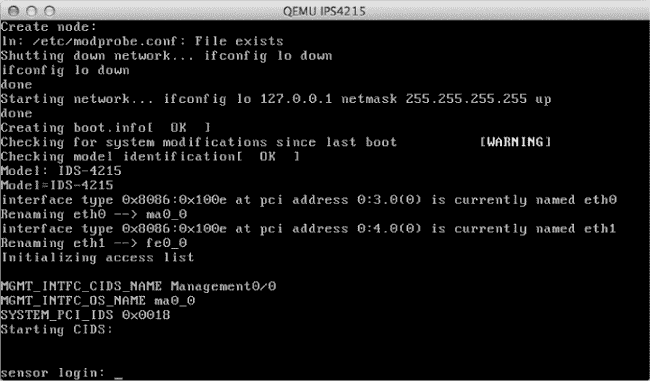 QEMU IPS4215
Create node:
ln: /etc/modprobe.conf: File exists
Shutting down network... ifconfig lo down
ifconfig lo down
done
Starting network... ifconfig lo 127.0.0.1 netmask 255.255.255.255 up
done
Creating boot.info[  OK  ]
Checking for system modifications since last boot          [WARNING]
Checking model identification[  OK  ]
Model: IDS-4215
Model=IDS-4215
interface type 0x8086:0x100e at pci address 0:3.0(0) is currently named eth0
Renaming eth0 --> ma0_0
interface type 0x8086:0x100e at pci address 0:4.0(0) is currently named eth1
Renaming eth1 --> fe0_0
Initializing access list
MGMT_INTFC_CIDS_NAME Management0/0
MGMT_INTFC_OS_NAME ma0_0
SYSTEM_PCI_IDS 0x0018
Starting CIDS:
sensor login: _